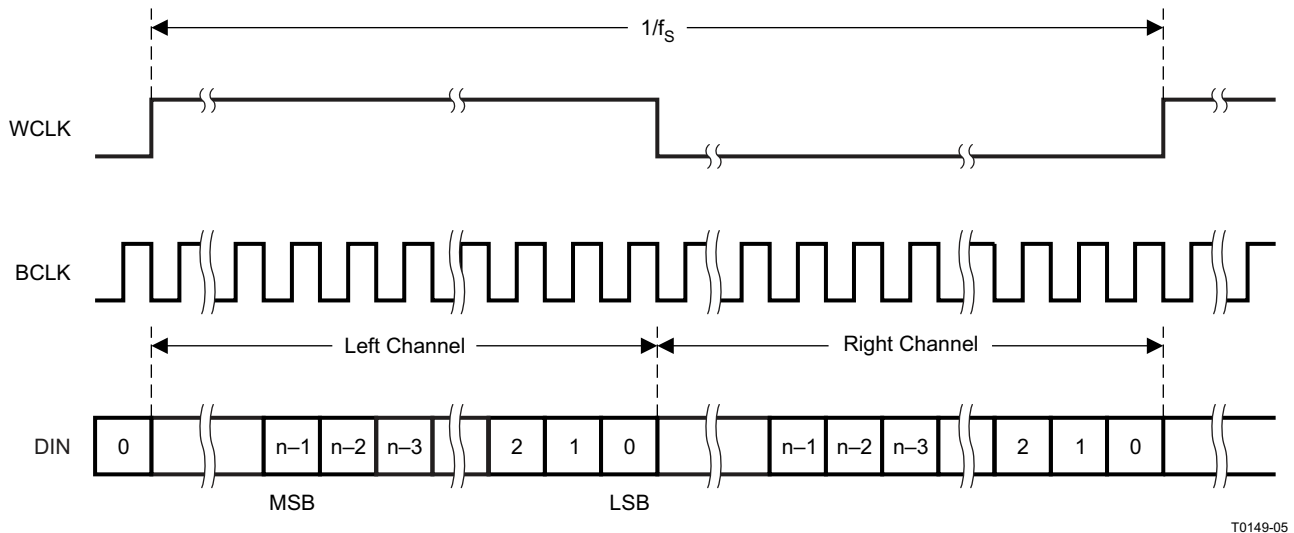 1/fS
WCLK
BCLK
Left Channel
Right Channel
DIN
0
n–1
n–2
n–3
2
1
0
n–1
n–2
n–3
2
1
0
MSB
LSB
T0149-05